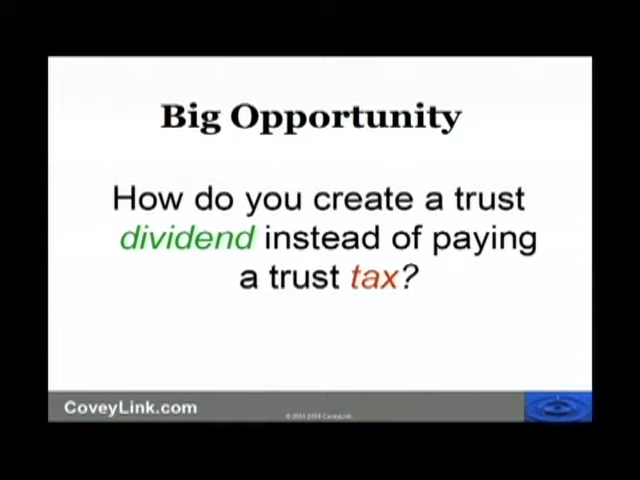 Big Opportunity
How do you create a trust
dividend instead of paying
a trust tax?
CoveyLink.com